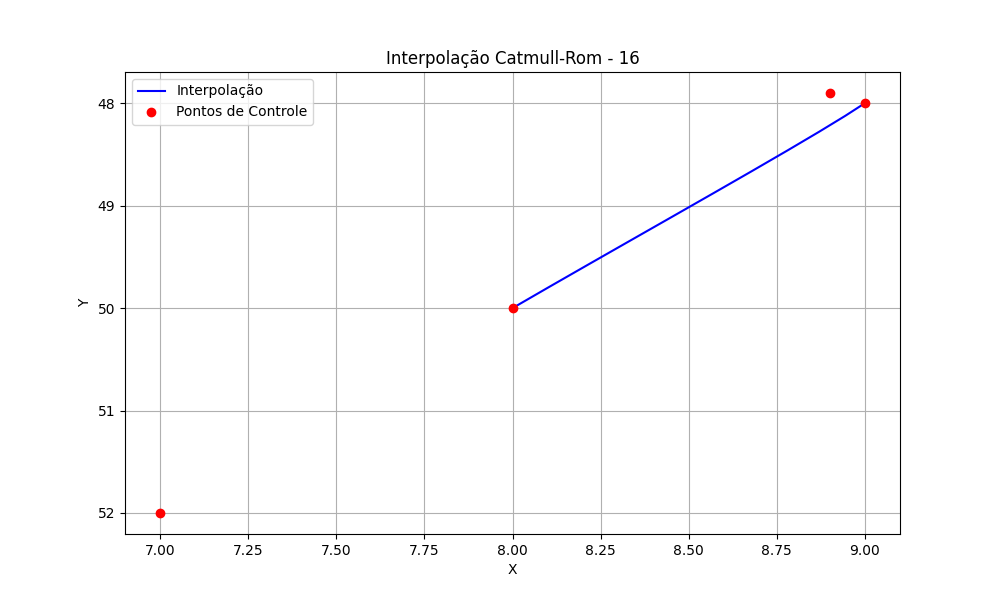 Interpolação Catmull-Rom - 16
Interpolação
Pontos de Controle
48
49
50
51
52
Y
7.00 7.25 7.50 7.75 8.00 8.25 8.50 8.75 9.00
X